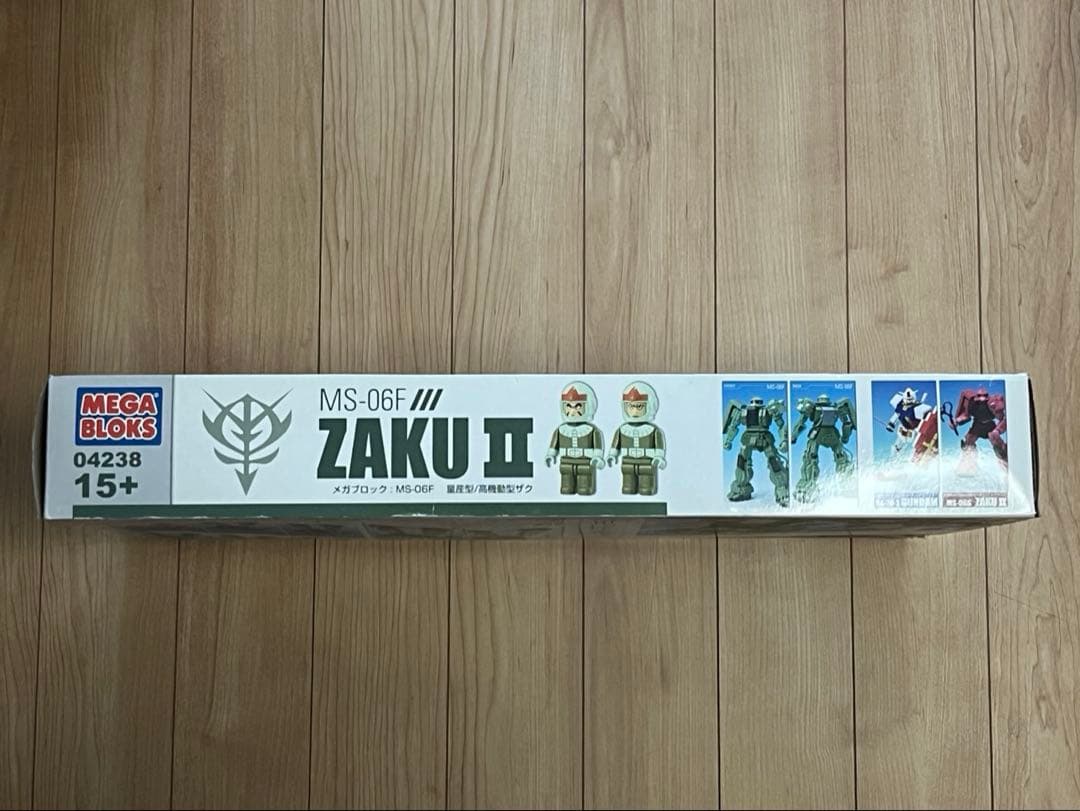 MEGA
BLOKS
04238
15+
MS-06F
ZAKU II
メガブロック : MS-06F 量産型/高機動型ザク
MS-06F
MS-06F
GUNDAM
MS-06S ZAKU II